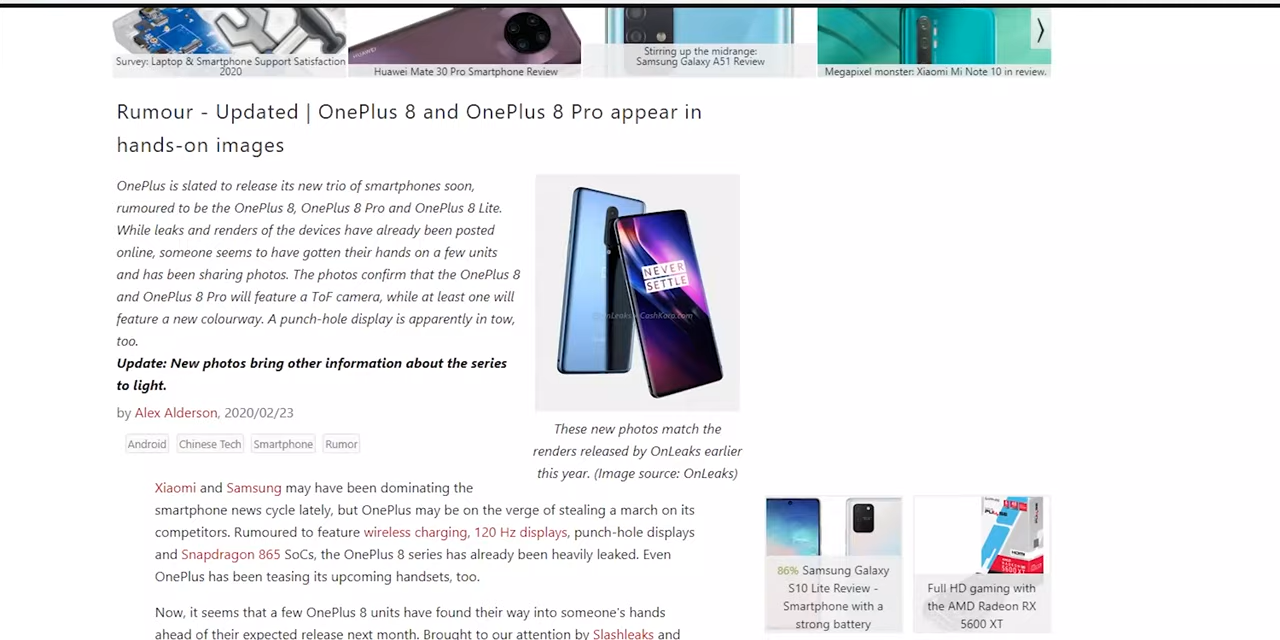 Survey: Laptop & Smartphone Support Satisfaction
2020
HUAWEI
Huawei Mate 30 Pro Smartphone Review
Stirring up the midrange:
Samsung Galaxy A51 Review
Megapixel monster: Xiaomi Mi Note 10 in review.
Rumour - Updated | OnePlus 8 and OnePlus 8 Pro appear in
hands-on images
OnePlus is slated to release its new trio of smartphones soon,
rumoured to be the OnePlus 8, OnePlus 8 Pro and OnePlus 8 Lite.
While leaks and renders of the devices have already been posted
online, someone seems to have gotten their hands on a few units
and has been sharing photos. The photos confirm that the OnePlus 8
and OnePlus 8 Pro will feature a ToF camera, while at least one will
feature a new colourway. A punch-hole display is apparently in tow,
too.
Update: New photos bring other information about the series
to light.
by Alex Alderson, 2020/02/23
Android Chinese Tech Smartphone Rumor
NEVER
SETTLE
These new photos match the
renders released by OnLeaks earlier
this year. (Image source: OnLeaks)
Xiaomi and Samsung may have been dominating the
smartphone news cycle lately, but OnePlus may be on the verge of stealing a march on its
competitors. Rumoured to feature wireless charging, 120 Hz displays, punch-hole displays
and Snapdragon 865 SoCs, the OnePlus 8 series has already been heavily leaked. Even
OnePlus has been teasing its upcoming handsets, too.
Now, it seems that a few OnePlus 8 units have found their way into someone's hands
ahead of their expected release next month. Brought to our attention by Slashleaks and
86% Samsung Galaxy
S10 Lite Review -
Smartphone with a
strong battery
Full HD gaming with
the AMD Radeon RX
5600 XT